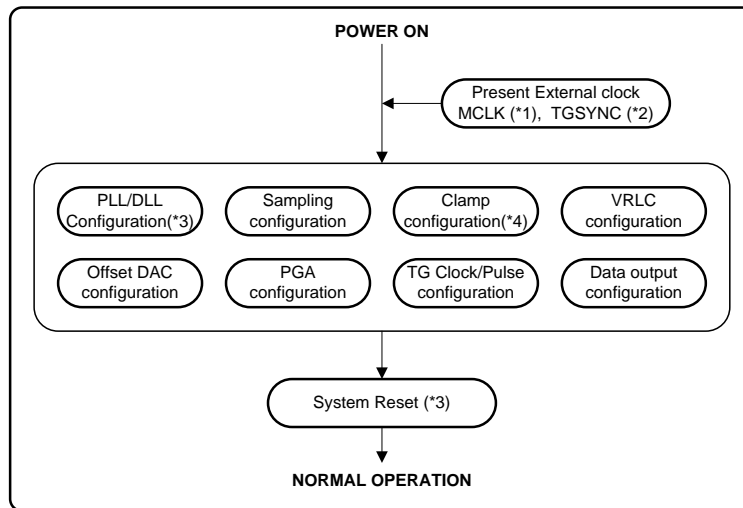 POWER ON
Present External clock
MCLK (*1),  TGSYNC (*2)
PLL/DLL
Configuration(*3)
Sampling
configuration
Clamp
configuration(*4)
VRLC
configuration
Offset DAC
configuration
PGA
configuration
TG Clock/Pulse
configuration
Data output
configuration
System Reset (*3)
NORMAL OPERATION